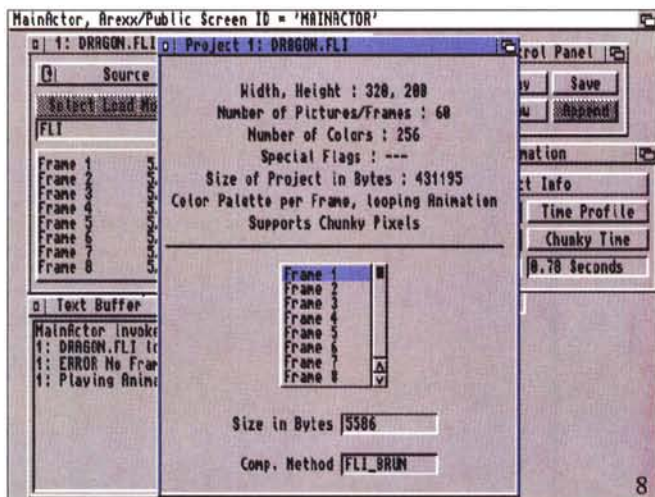 MainActor, Arexx/Public Screen ID = 'MAINACTOR'
1: DRAGON.FLI
Source
Select Load
FLI
Frame 1
Frame 2
Frame 3
Frame 4
Frame 5
Frame 6
Frame 7
Frame 8
Text Buffer
MainActor
1: DRAGON.FLI
1: ERROR No
1: Playing
Project 1: DRAGON.FLI
Width, Height : 320, 200
Number of Pictures/Frames : 60
Number of Colors : 256
Special Flags : ---
Size of Project in Bytes : 431195
Color Palette per Frame, looping Animation
Supports Chunky Pixels
Frame 1
Frame 2
Frame 3
Frame 4
Frame 5
Frame 6
Frame 7
Frame 8
Size in Bytes 5586
Comp. Method FLI_BRUN
Panel
Save
Append
Info
Time Profile
Chunky Time
0.78 Seconds
8